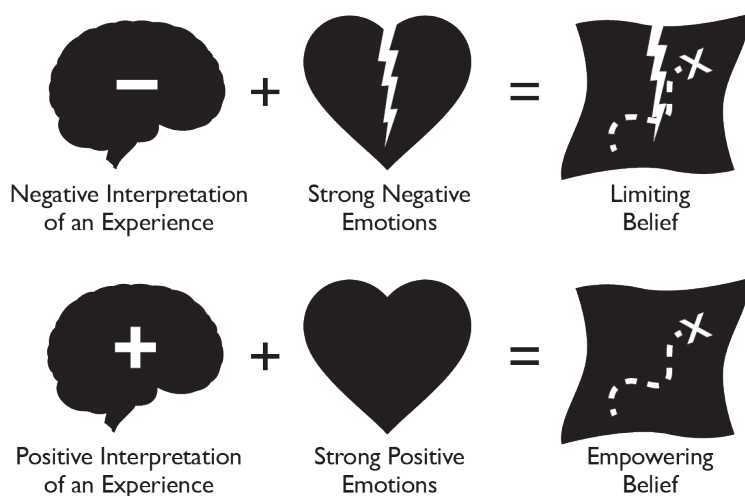 Negative Interpretation
of an Experience
+
Strong Negative
Emotions
=
Limiting
Belief
Positive Interpretation
of an Experience
+
Strong Positive
Emotions
=
Empowering
Belief